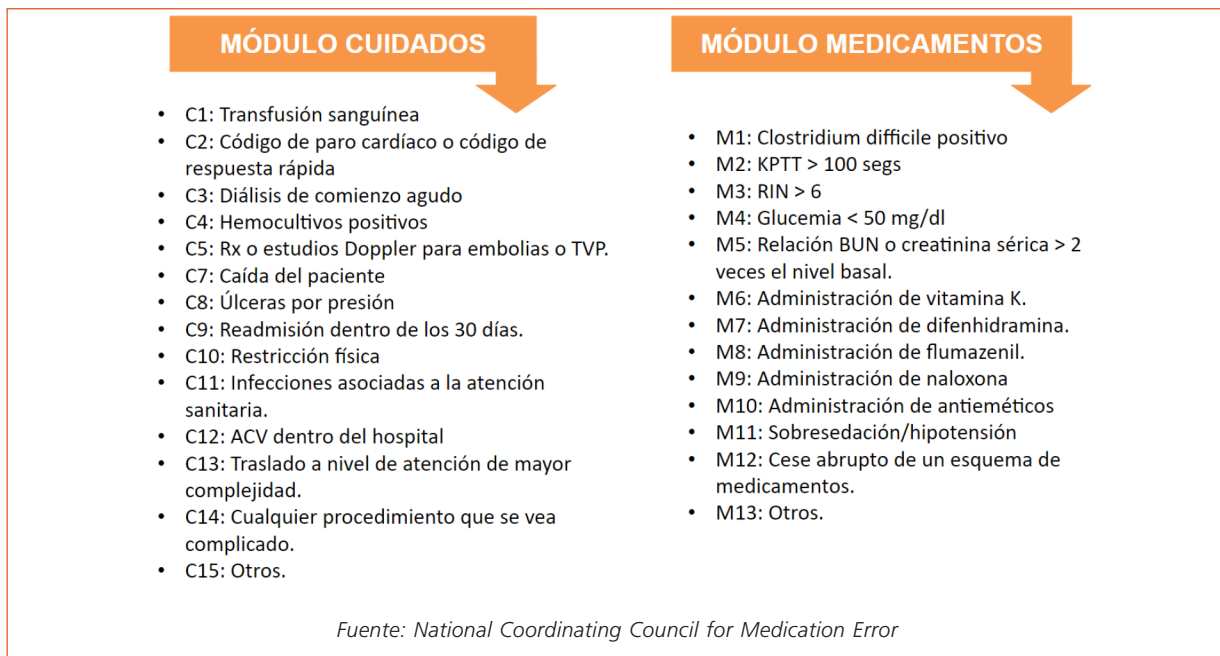 MÓDULO CUIDADOS
• C1: Transfusión sanguínea
• C2: Código de paro cardíaco o código de
respuesta rápida
• C3: Diálisis de comienzo agudo
• C4: Hemocultivos positivos
• C5: Rx o estudios Doppler para embolias o TVP.
• C7: Caída del paciente
• C8: Úlceras por presión
• C9: Readmisión dentro de los 30 días.
• C10: Restricción física
• C11: Infecciones asociadas a la atención
sanitaria.
• C12: ACV dentro del hospital
• C13: Traslado a nivel de atención de mayor
complejidad.
• C14: Cualquier procedimiento que se vea
complicado.
• C15: Otros.
MÓDULO MEDICAMENTOS
• M1: Clostridium difficile positivo
• M2: KPTT > 100 segs
• M3: RIN > 6
• M4: Glucemia < 50 mg/dl
• M5: Relación BUN o creatinina sérica > 2
veces el nivel basal.
• M6: Administración de vitamina K.
• M7: Administración de difenhidramina.
• M8: Administración de flumazenil.
• M9: Administración de naloxona
• M10: Administración de antieméticos
• M11: Sobresedación/hipotensión
• M12: Cese abrupto de un esquema de
medicamentos.
• M13: Otros.
Fuente: National Coordinating Council for Medication Error